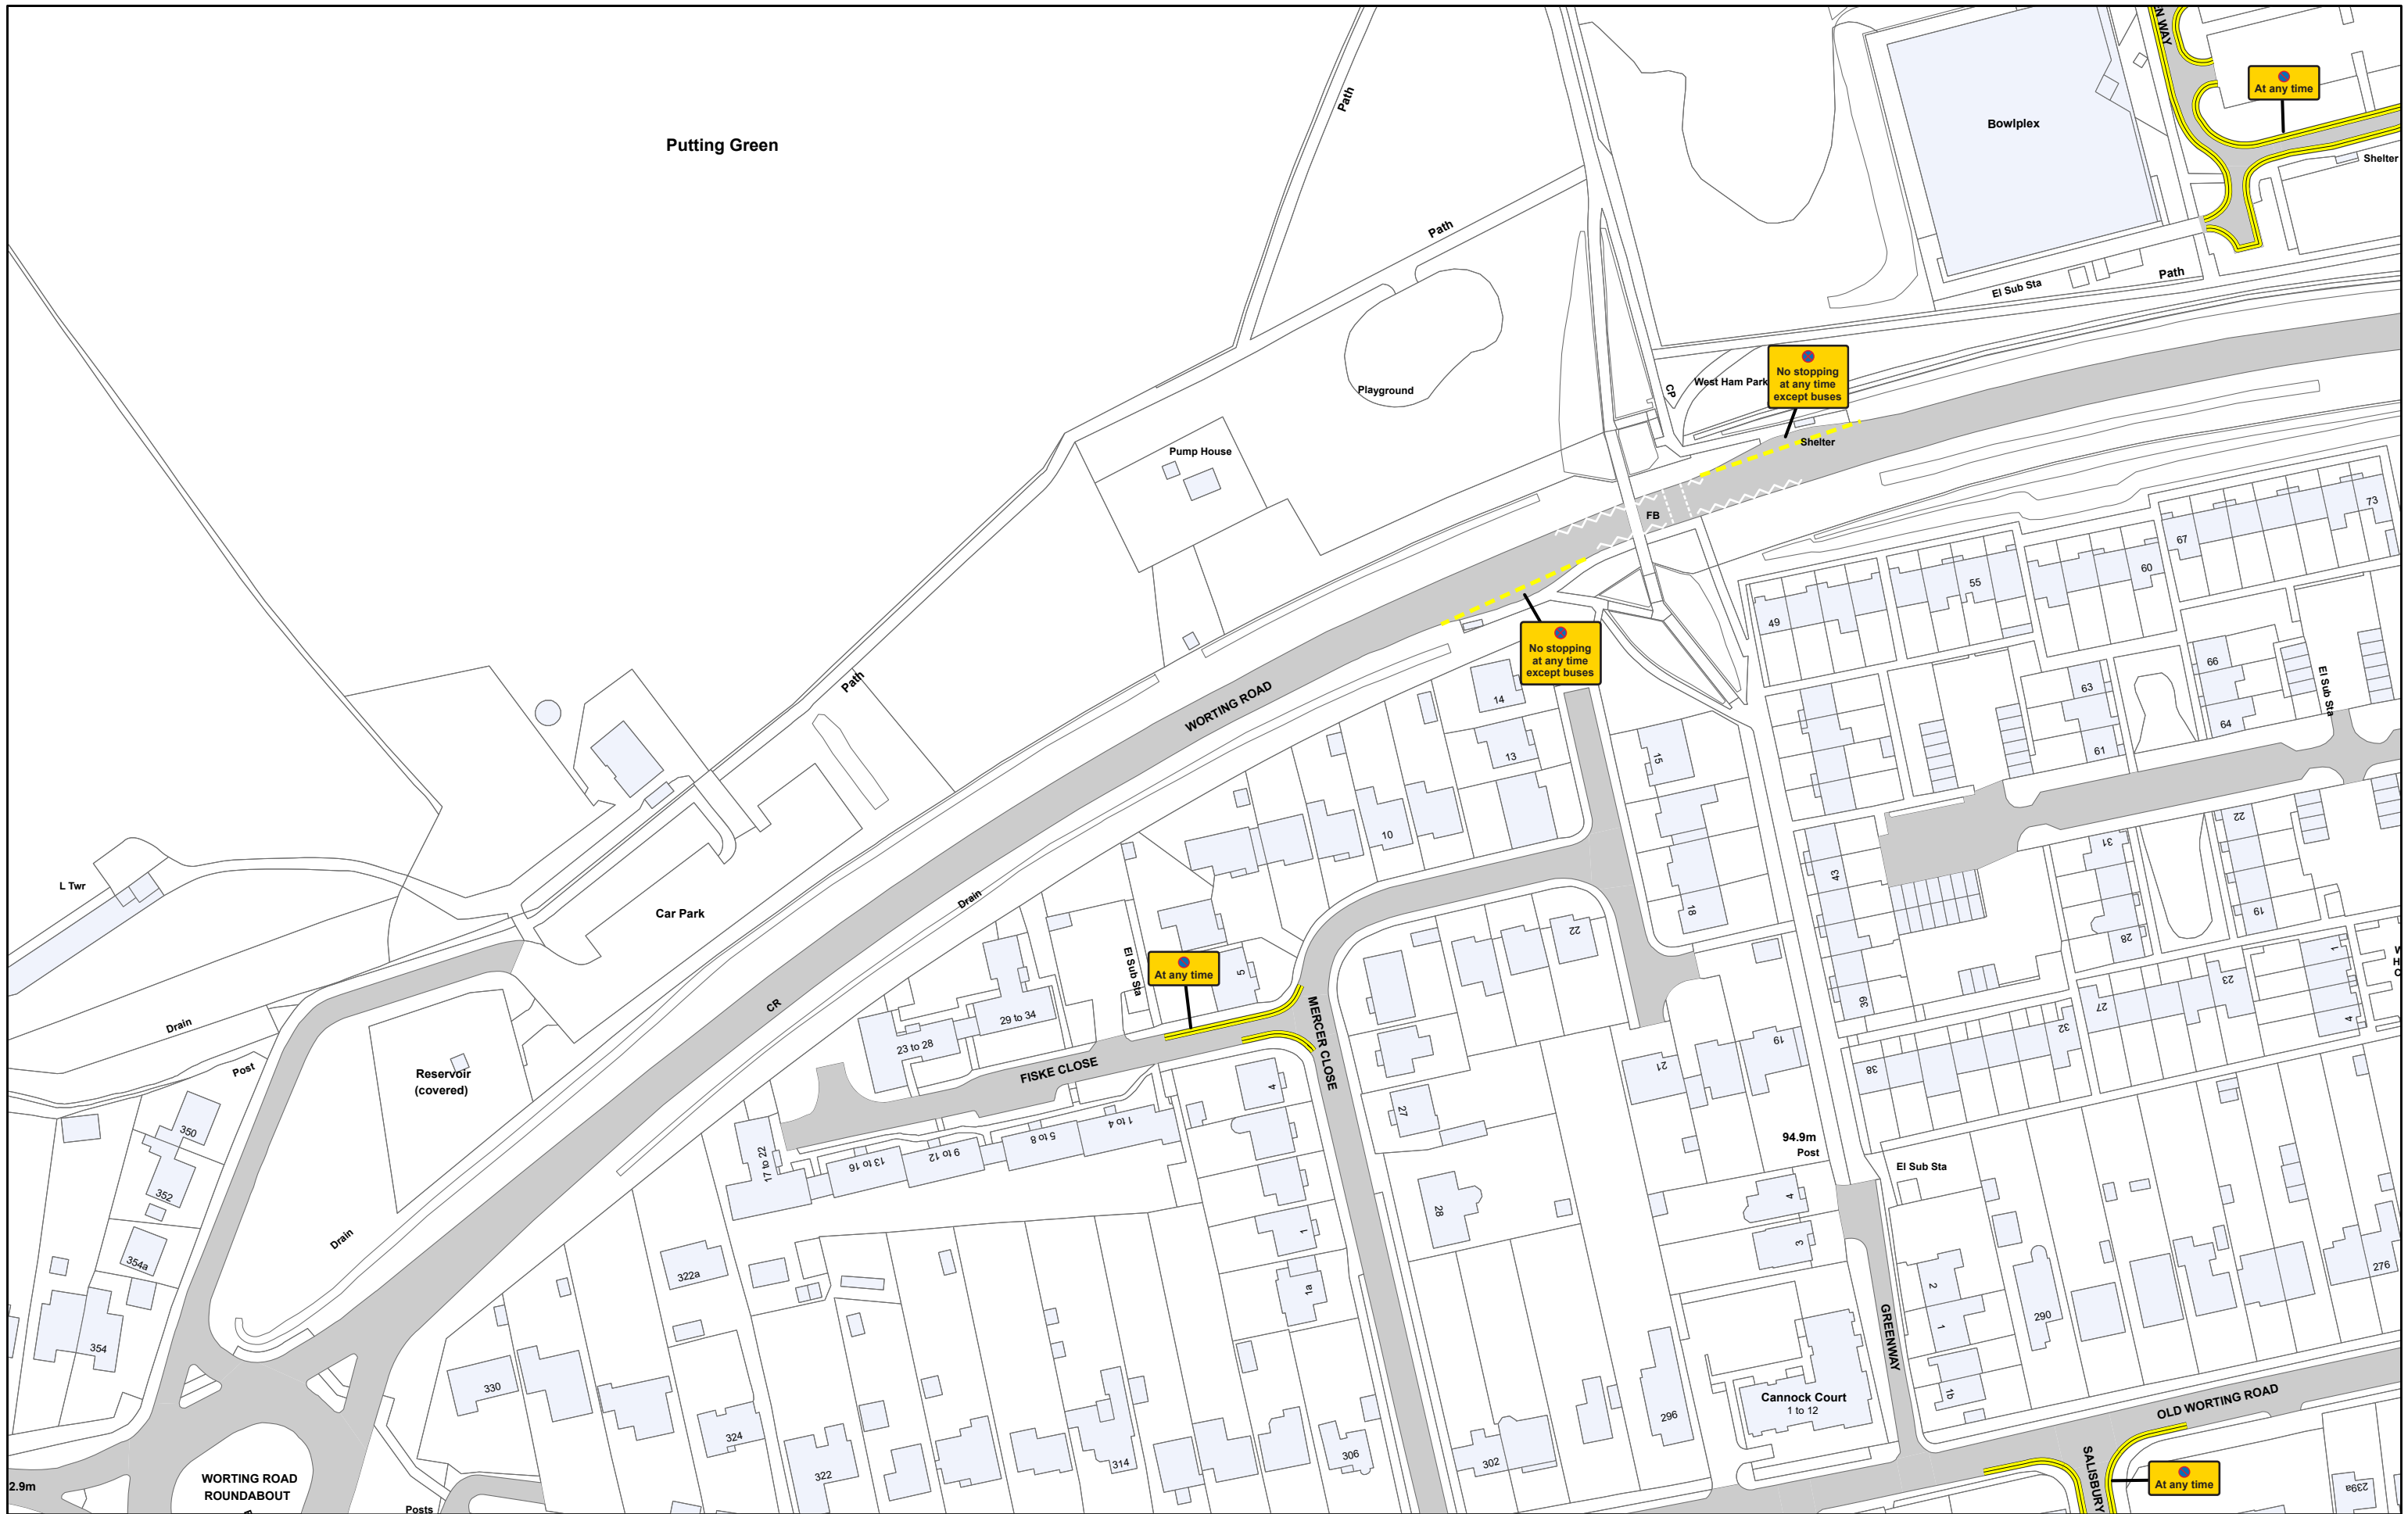 EN WAY
At any time
Putting Green
Path
Bowlplex
Shelter
Path
Path
El Sub Sta
No stopping
at any time
except buses
West Ham Park
CP
Playground
Shelter
Pump House
FB
73
67
60
55
49
No stopping
at any time
except buses
WORTING ROAD
Path
14
13
15
66
63
64
61
El Sub Sta
10
22
31
43
L Twr
Car Park
Drain
18
22
19
28
El Sub Sta
At any time
5
MERCER CLOSE
39
23
1
27
32
4
CR
29 to 34
23 to 28
Drain
FISKE CLOSE
Post
Reservoir
(covered)
4
27
21
19
38
350
1 to 4
5 to 8
9 to 12
13 to 16
17 to 22
94.9m
Post
El Sub Sta
352
28
4
1
3
Drain
354a
322a
1a
2
1
290
276
354
GREENWAY
330
324
322
314
306
302
296
Cannock Court
1 to 12
1b
OLD WORTING ROAD
SALISBURY
At any time
239a
2.9m
WORTING ROAD
ROUNDABOUT
Posts